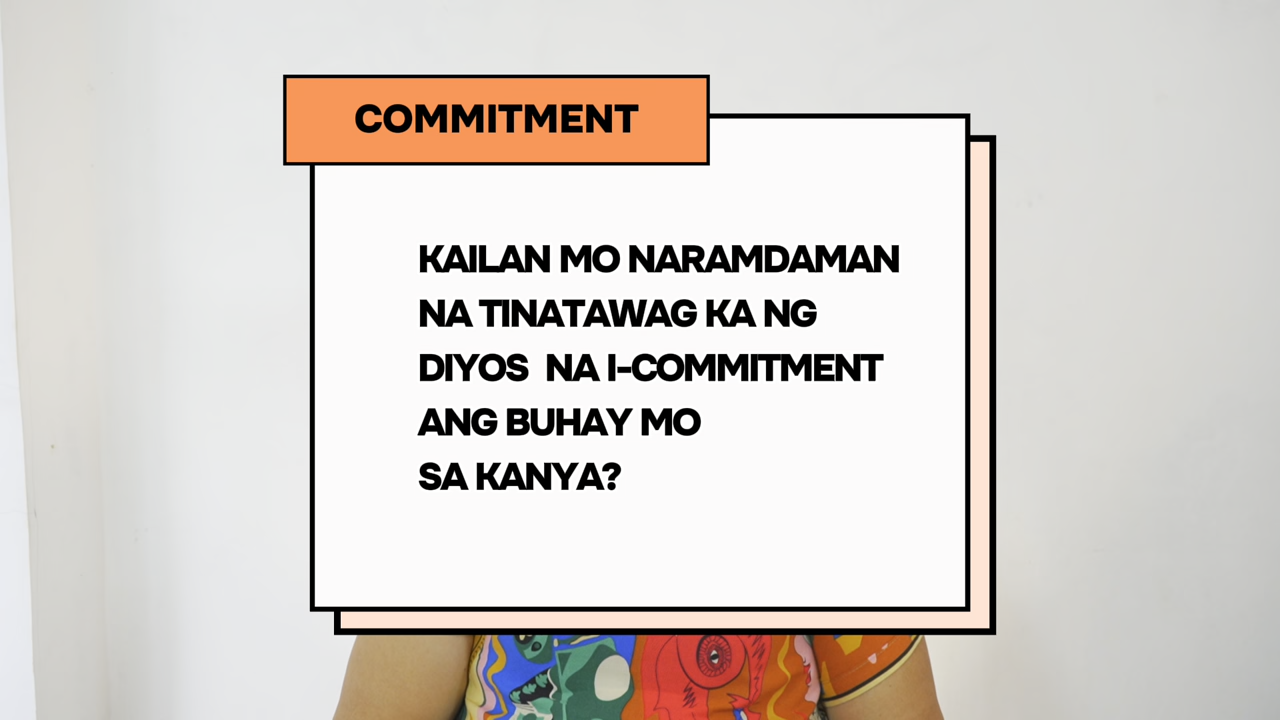 COMMITMENT
KAILAN MO NARAMDAMAN
NA TINATAWAG KA NG
DIYOS  NA I-COMMITMENT
ANG BUHAY MO
SA KANYA?